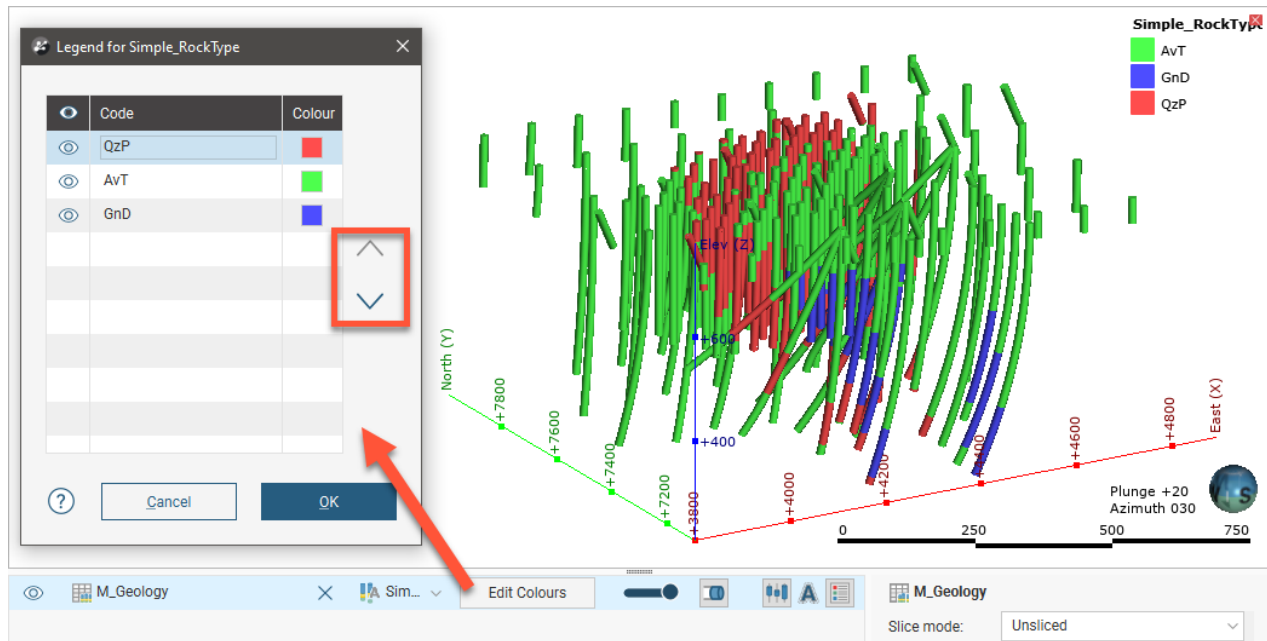 Legend for Simple_RockType
Code Colour
QzP
AvT
GnD
Cancel OK
?
Simple_RockType
AvT
GnD
QzP
Elev (Z)
+600
+400
North (Y)
+7800
+7600
+7400
+7200
+3800
+4000
+4200
+4400
+4600
+4800
East (X)
Plunge +20
Azimuth 030
0 250 500 750
M_Geology
Sim...
Edit Colours
A
M_Geology
Slice mode: Unsliced